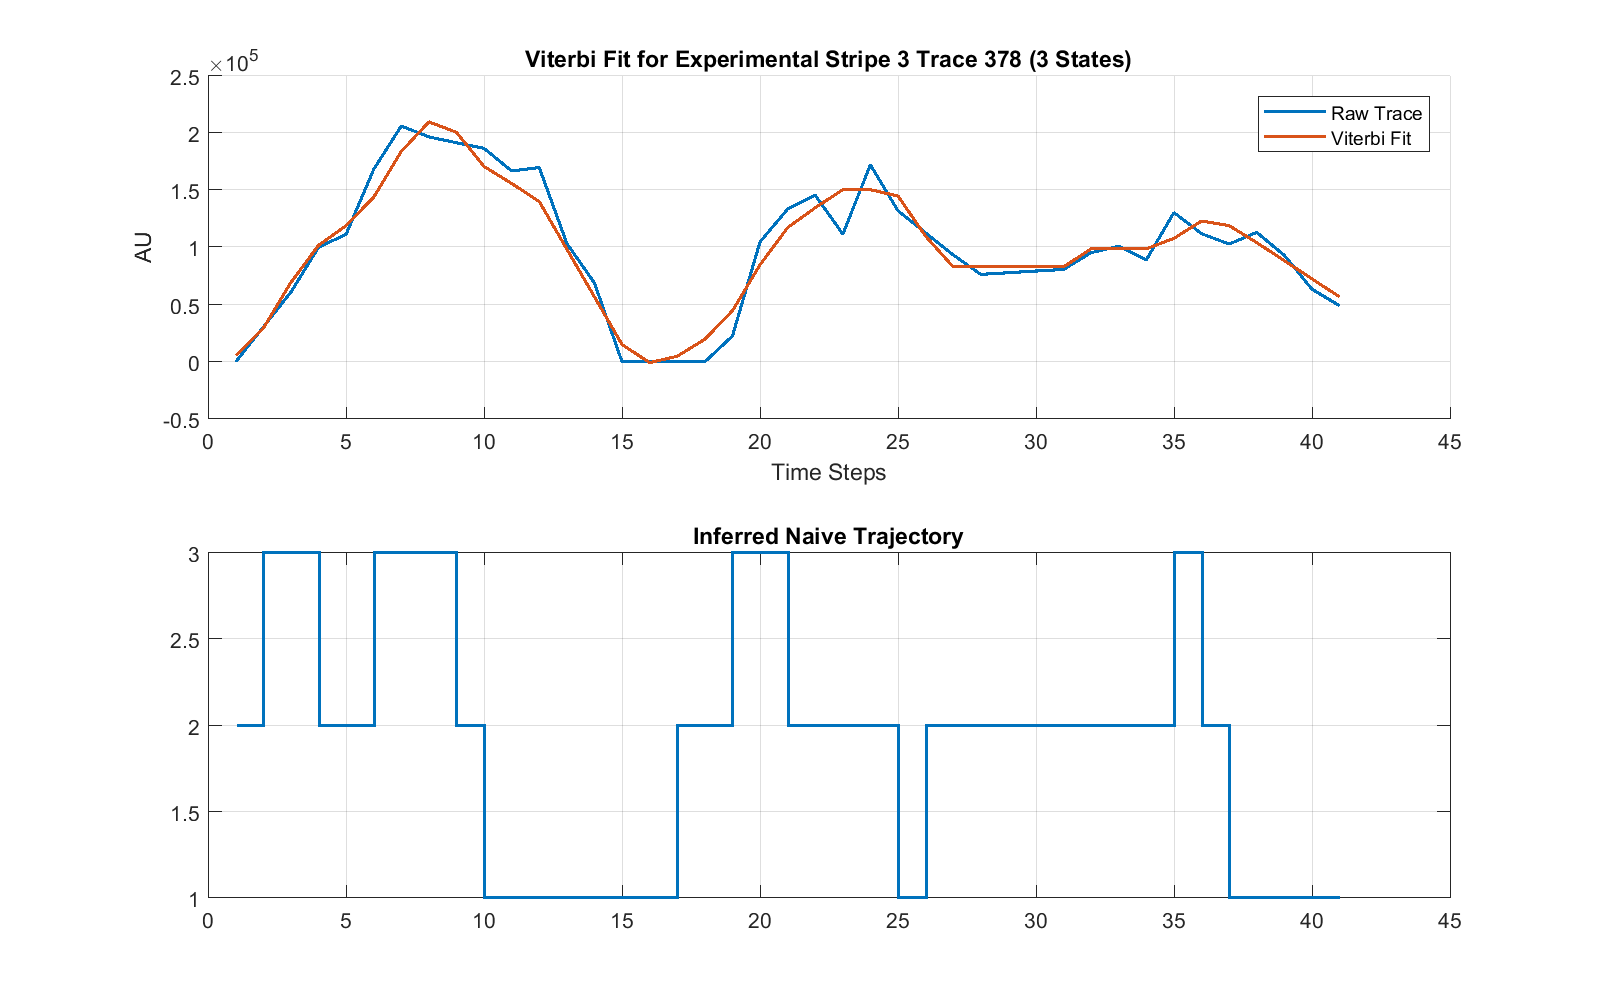 ×10^5
Viterbi Fit for Experimental Stripe 3 Trace 378 (3 States)
2.5
2
1.5
1
0.5
0
-0.5
AU
Raw Trace
Viterbi Fit
0 5 10 15 20 25 30 35 40 45
Time Steps
Inferred Naive Trajectory
3
2.5
2
1.5
1
0 5 10 15 20 25 30 35 40 45